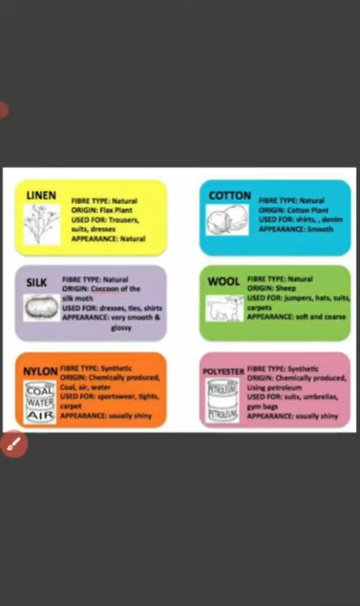 LINEN
FIBRE TYPE: Natural
ORIGIN: Flax Plant
USED FOR: Trousers,
suits, dresses
APPEARANCE: Natural
COTTON
FIBRE TYPE: Natural
ORIGIN: Cotton Plant
USED FOR: shirts, , denim
APPEARANCE: Smooth
SILK
FIBRE TYPE: Natural
ORIGIN: Coccoon of the
silk moth
USED FOR: dresses, ties, shirts
APPEARANCE: very smooth &
glossy
WOOL
FIBRE TYPE: Natural
ORIGIN: Sheep
USED FOR: jumpers, hats, suits,
carpets
APPEARANCE: soft and coarse
NYLON
FIBRE TYPE: Synthetic
ORIGIN: Chemically produced,
Coal, air, water
USED FOR: sportswear, tights,
carpet
APPEARANCE: usually shiny
COAL
WATER
AIR
POLYESTER
FIBRE TYPE: Synthetic
ORIGIN: Chemically produced,
Using petroleum
USED FOR: suits, umbrellas,
gym bags
APPEARANCE: usually shiny
PETROLEUM
PETROLEUM